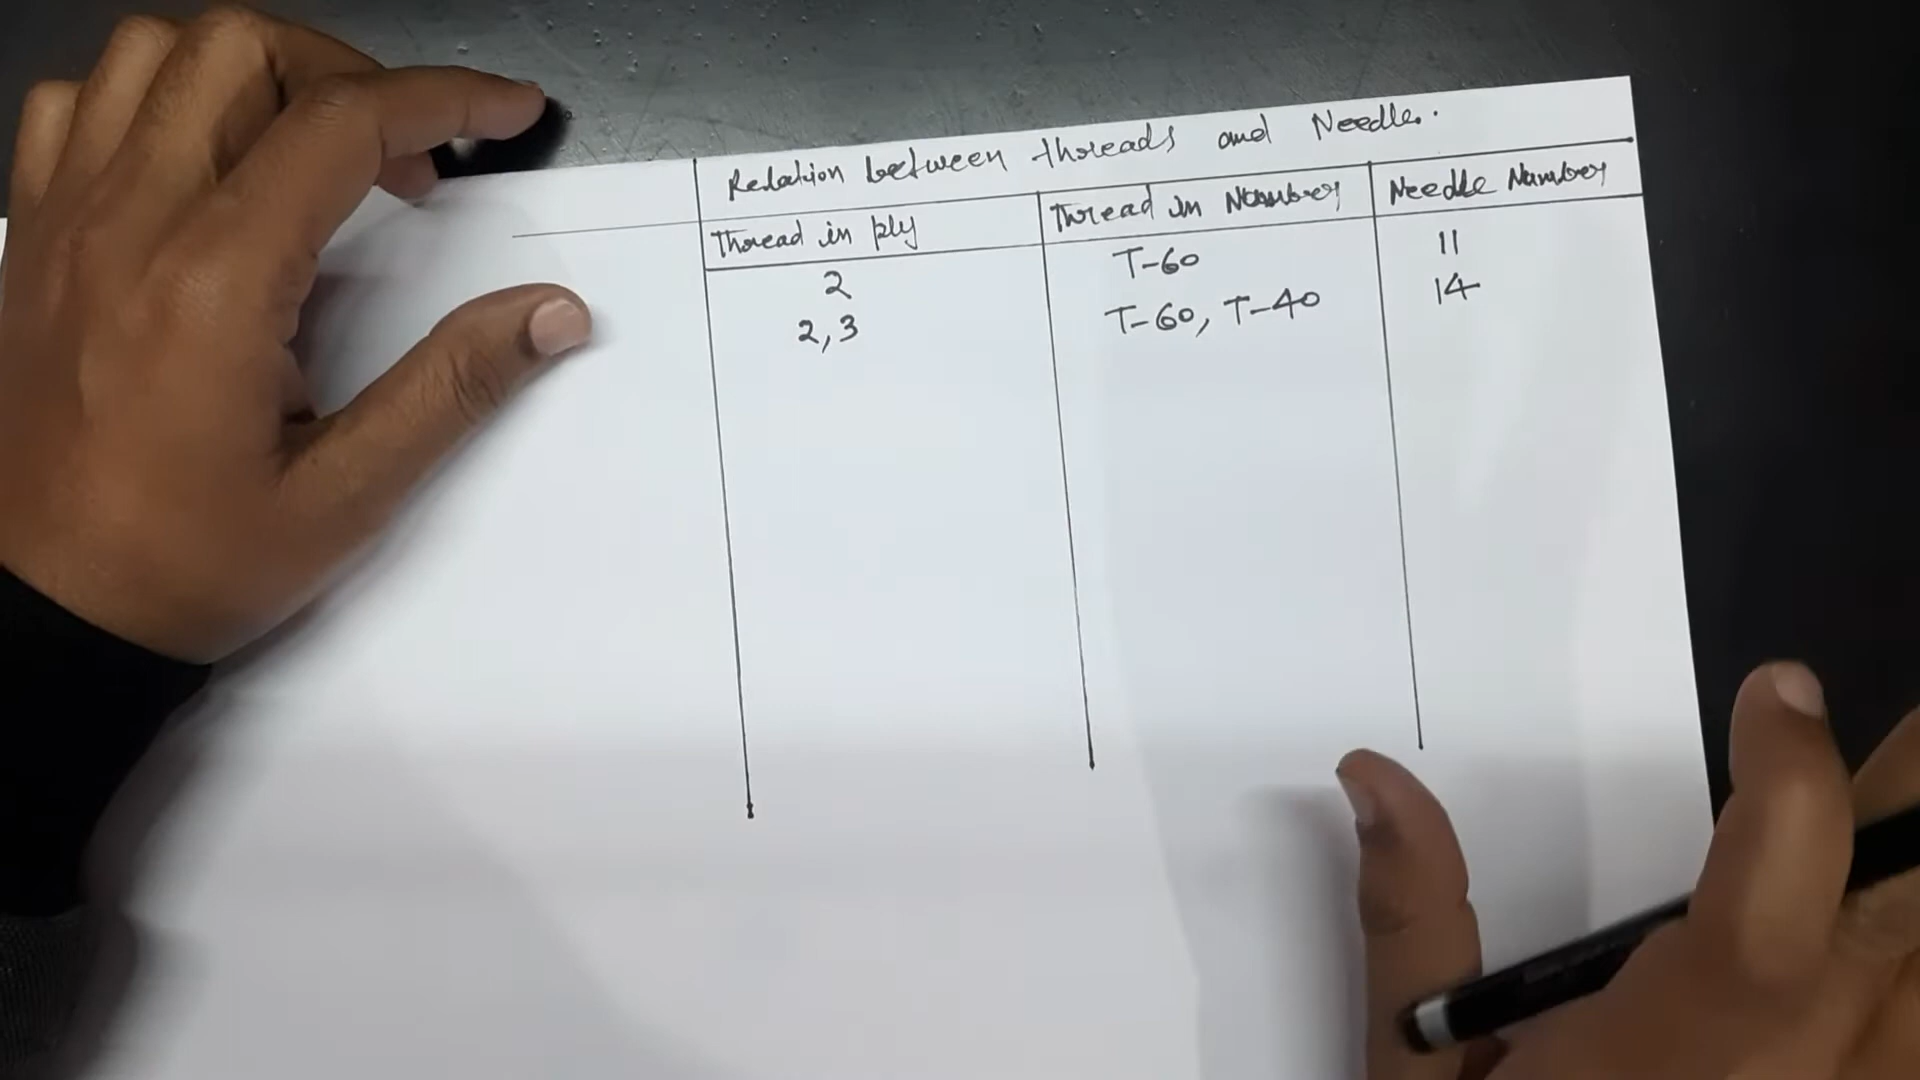 Relation between threads and Needle.
Thread in ply Thread in Number Needle Number
2 T-60 11
2,3 T-60, T-40 14